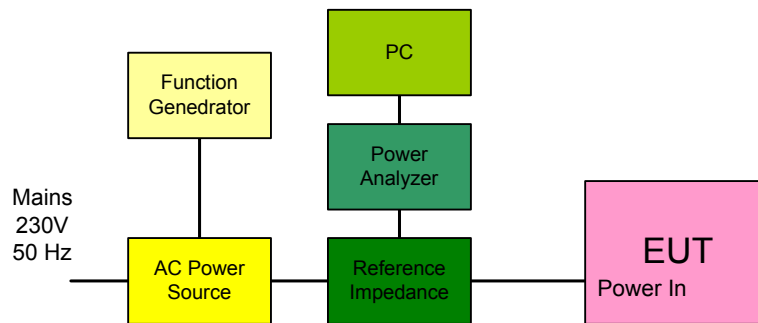 PC
Function
Genedrator
Power
Analyzer
Mains
230V
50 Hz
AC Power
Source
Reference
Impedance
EUT
Power In